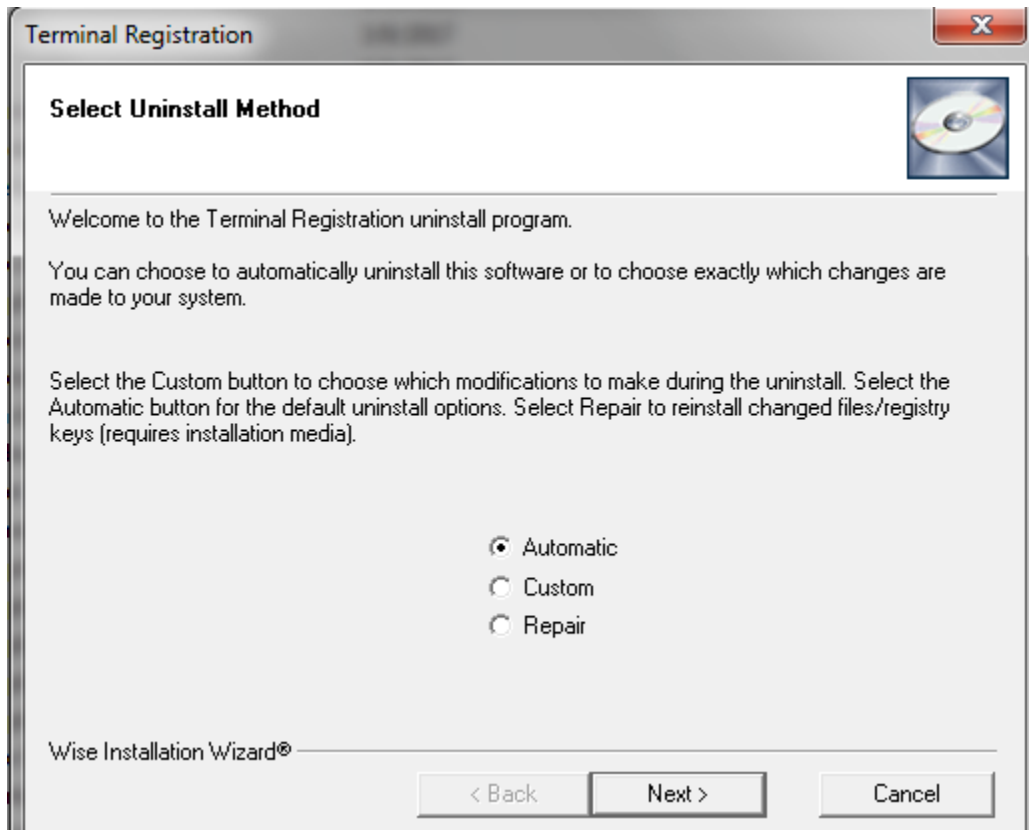 Terminal Registration
Select Uninstall Method
Welcome to the Terminal Registration uninstall program.
You can choose to automatically uninstall this software or to choose exactly which changes are
made to your system.
Select the Custom button to choose which modifications to make during the uninstall. Select the
Automatic button for the default uninstall options. Select Repair to reinstall changed files/registry
keys (requires installation media).
Automatic
Custom
Repair
Wise Installation Wizard®
< Back Next > Cancel